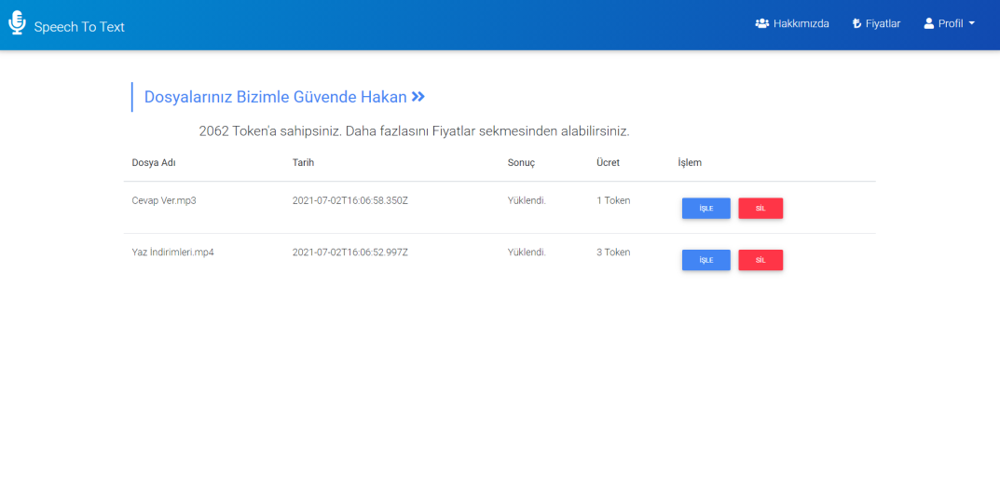 Speech To Text Hakkımızda Fiyatlar Profil
Dosyalarınız Bizimle Güvende Hakan
2062 Token'a sahipsiniz. Daha fazlasını Fiyatlar sekmesinden alabilirsiniz.
Dosya Adı Tarih Sonuç Ücret İşlem
Cevap Ver.mp3 2021-07-02T16:06:58.350Z Yüklendi. 1 Token İŞLE SİL
Yaz İndirimleri.mp4 2021-07-02T16:06:52.997Z Yüklendi. 3 Token İŞLE SİL